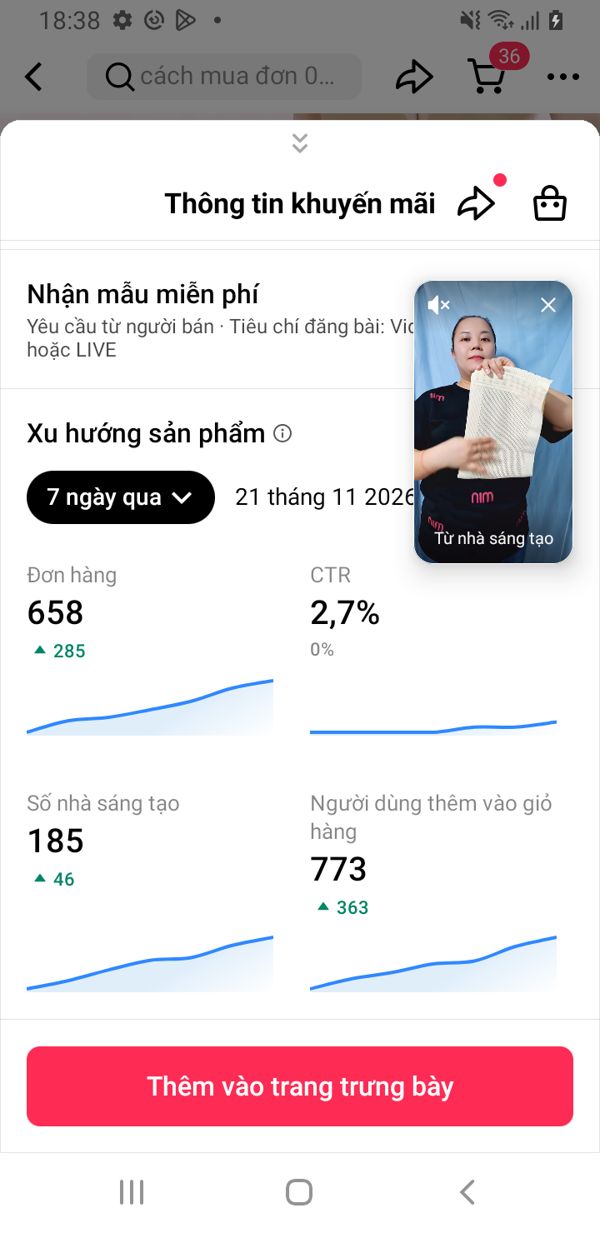 18:38
cách mua đơn 0...
36
Thông tin khuyến mãi
Nhận mẫu miễn phí
Yêu cầu từ người bán · Tiêu chí đăng bài: Vid
hoặc LIVE
Xu hướng sản phẩm
7 ngày qua
21 tháng 11 2026
nim
nim
nim
Từ nhà sáng tạo
Đơn hàng
658
285
CTR
2,7%
0%
Số nhà sáng tạo
185
46
Người dùng thêm vào giỏ
hàng
773
363
Thêm vào trang trưng bày